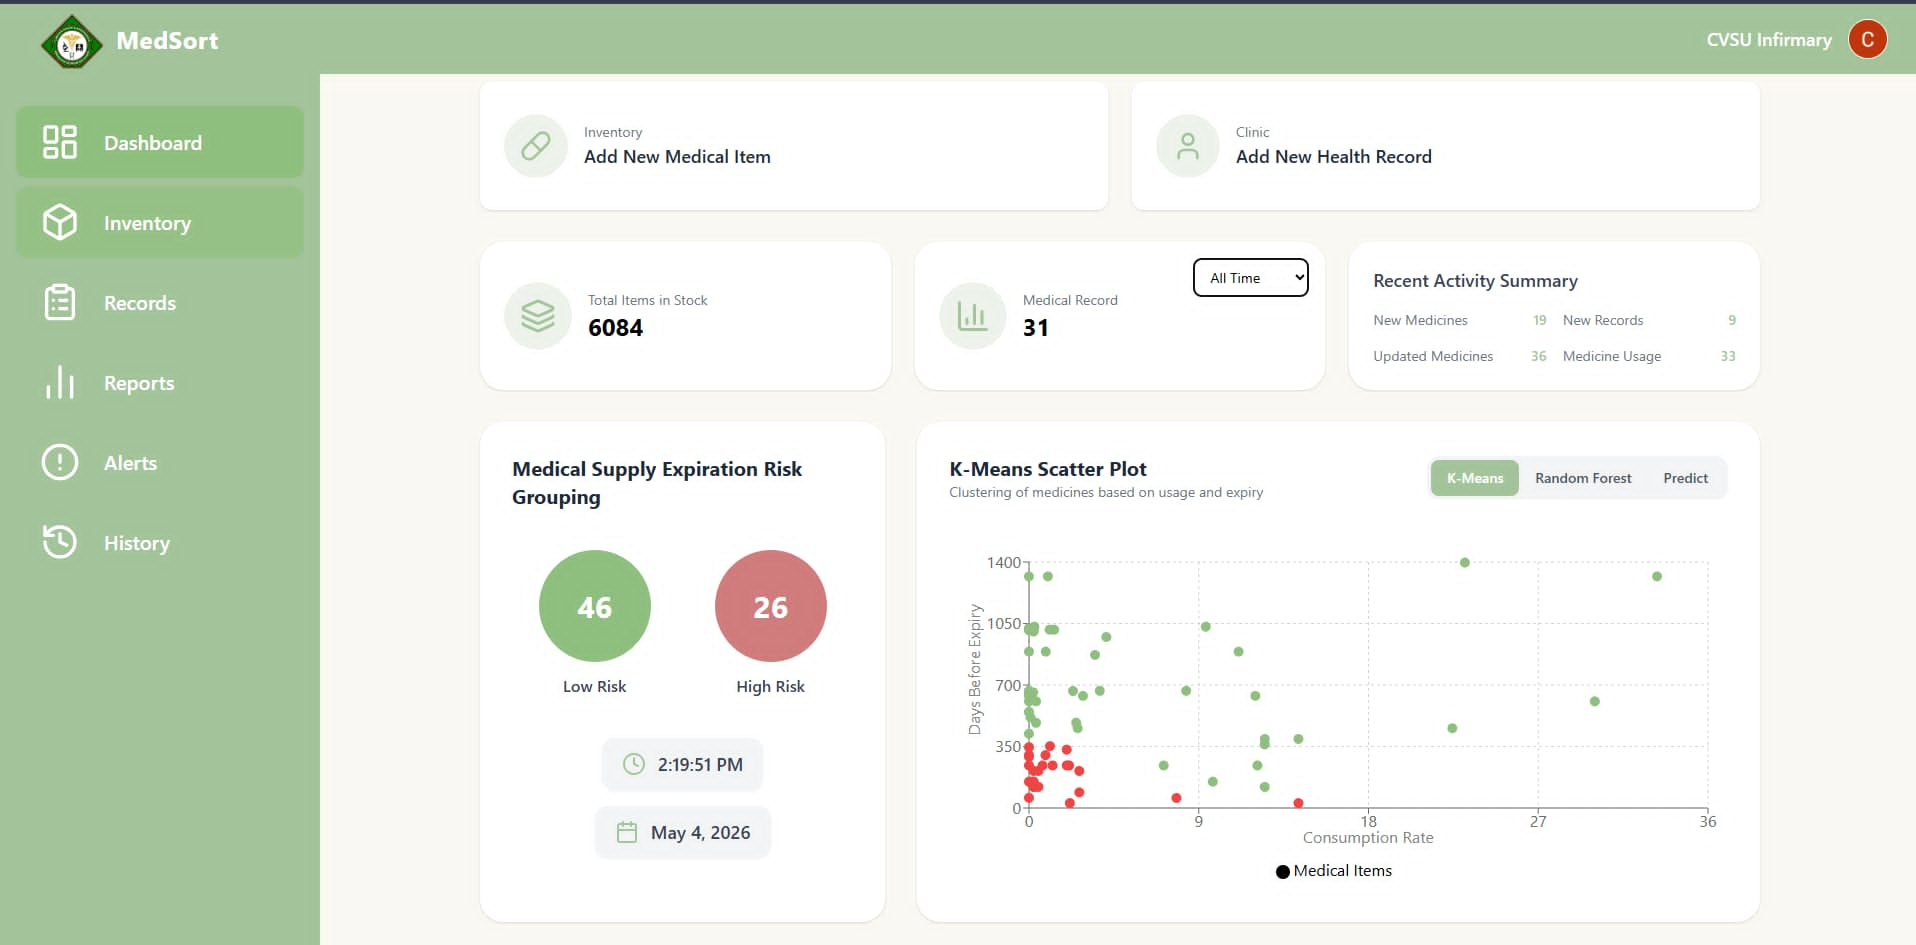 MedSort
CVSU Infirmary
C
Dashboard
Inventory
Records
Reports
Alerts
History
Inventory
Add New Medical Item
Clinic
Add New Health Record
Total Items in Stock
6084
Medical Record
31
All Time
Recent Activity Summary
New Medicines 19 New Records 9
Updated Medicines 36 Medicine Usage 33
Medical Supply Expiration Risk
Grouping
46
26
Low Risk
High Risk
2:19:51 PM
May 4, 2026
K-Means Scatter Plot
Clustering of medicines based on usage and expiry
K-Means Random Forest Predict
Days Before Expiry
1400
1050
700
350
0
0 9 18 27 36
Consumption Rate
Medical Items